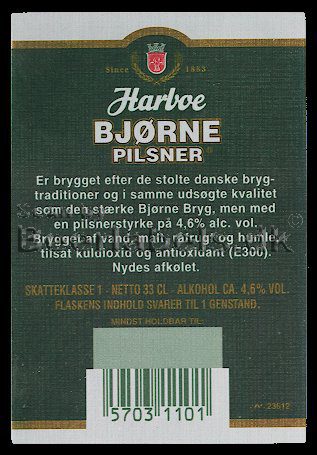 Since 1883
Harboe
BJØRNE
PILSNER
Er brygget efter de stolte danske bryg-
traditioner og i samme udsøgte kvalitet
som den stærke Bjørne Bryg, men med
en pilsnerstyrke på 4,6% alc. vol.
Brygget af vand, malt, sirup og humle
tilsat kuldioxid og antioxidant (E300).
Nydes afkølet.
SKATTEKLASSE 1 - NETTO 33 CL - ALKOHOL CA. 4,6% VOL.
FLASKENS INDHOLD SVARER TIL 1 GENSTAND.
MINDST HOLDBAR TIL:
23612
5703 1101